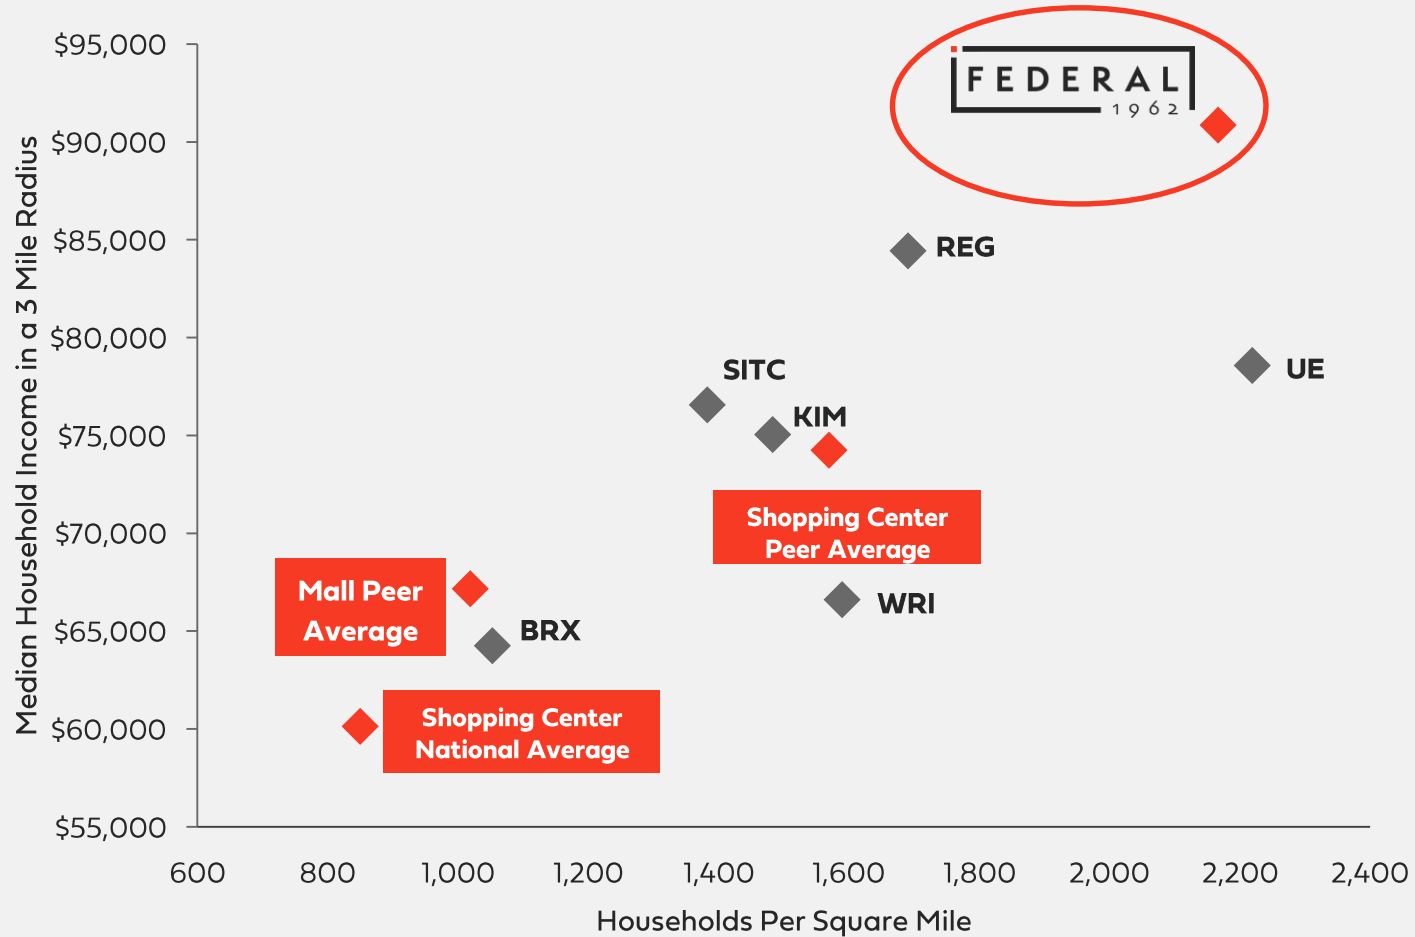 $95,000
FEDERAL
1962
$90,000
$85,000
REG
$80,000
SITC
UE
KIM
$75,000
Shopping Center
Peer Average
$70,000
Mall Peer
Average
WRI
BRX
$65,000
Shopping Center
National Average
$60,000
$55,000
Median Household Income in a 3 Mile Radius
600 800 1,000 1,200 1,400 1,600 1,800 2,000 2,200 2,400
Households Per Square Mile